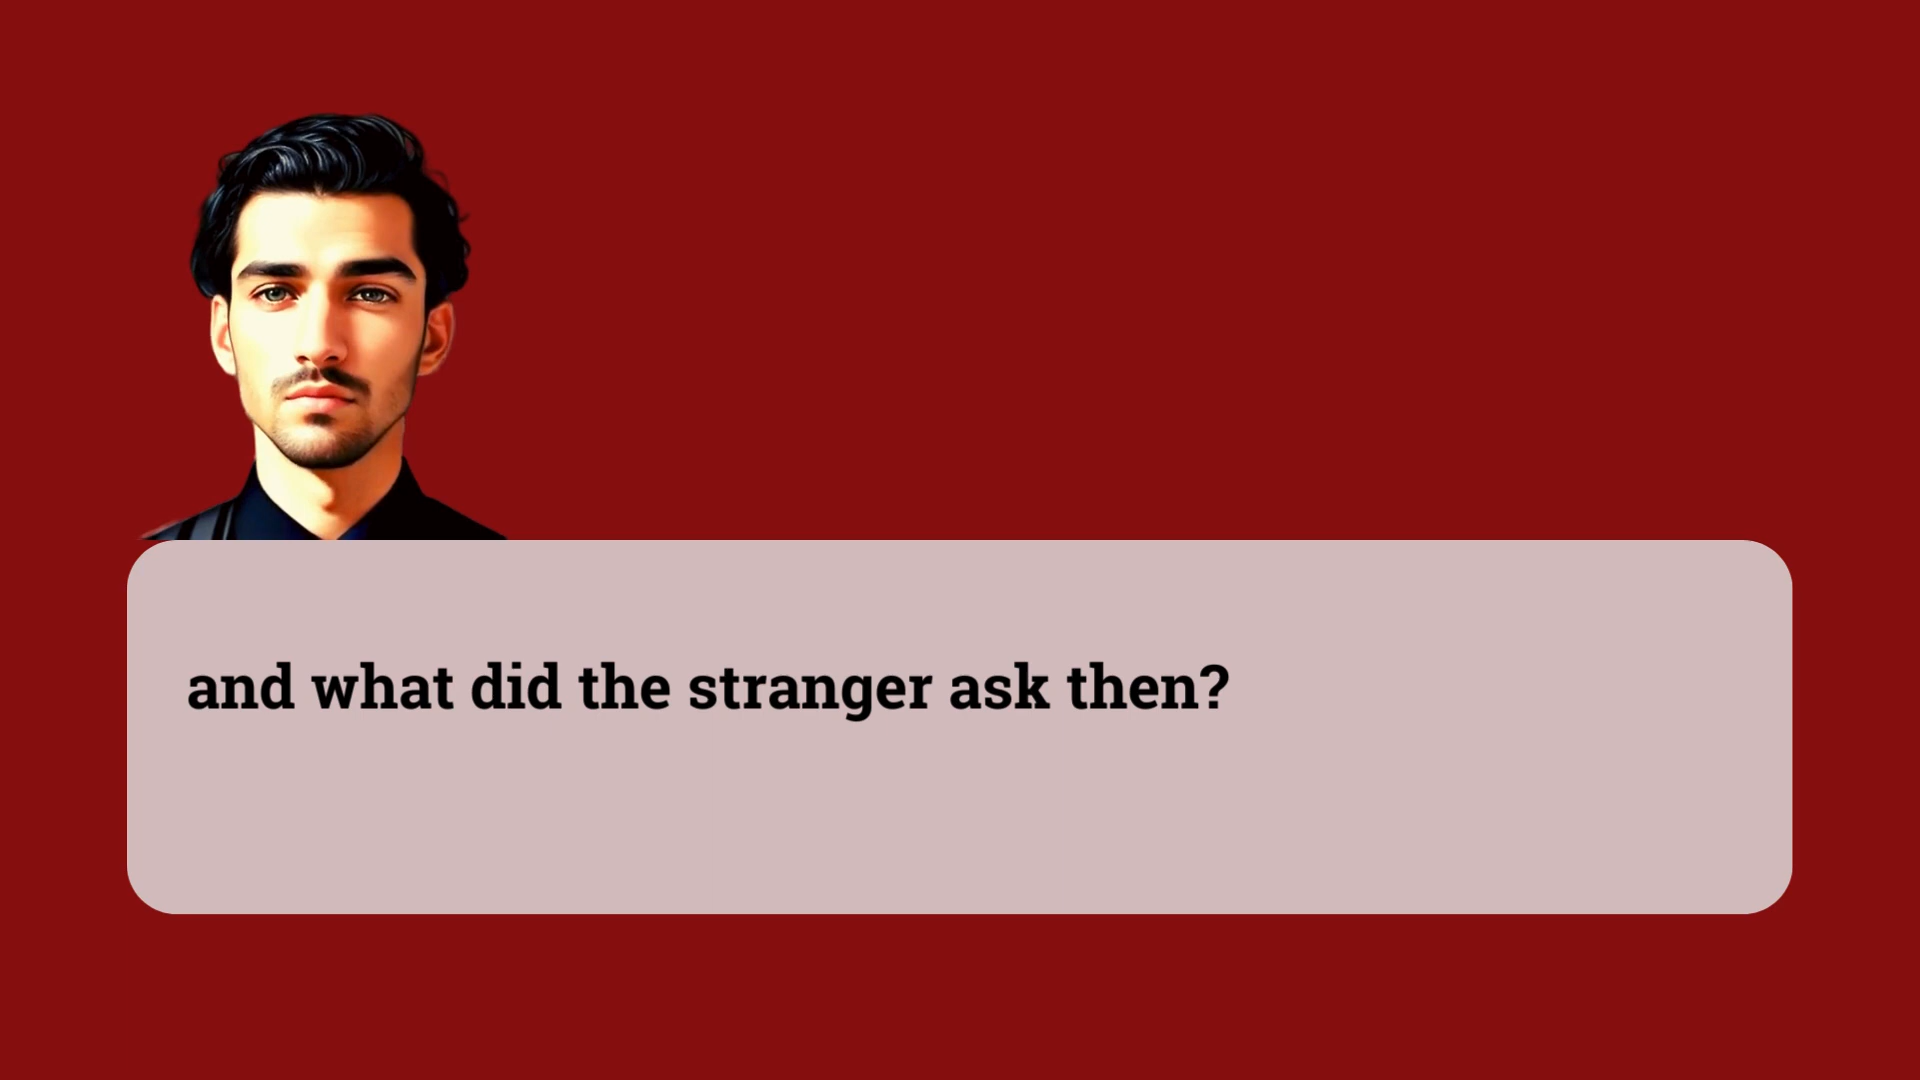 and what did the stranger ask then?